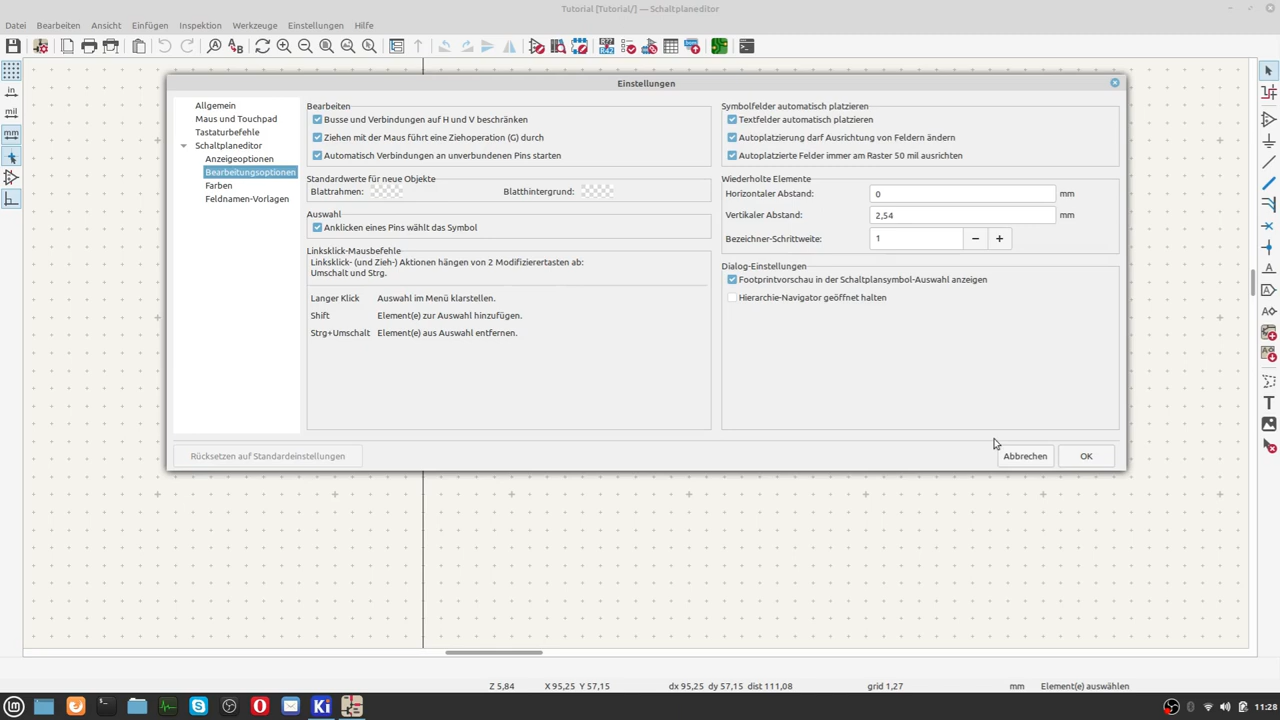 Tutorial [Tutorial/] — Schaltplaneditor
Datei Bearbeiten Ansicht Einfügen Inspektion Werkzeuge Einstellungen Hilfe
in
mil
mm
Einstellungen
Allgemein
Maus und Touchpad
Tastaturbefehle
Schaltplaneditor
Anzeigeoptionen
Bearbeitungsoptionen
Farben
Feldnamen-Vorlagen
Bearbeiten
Busse und Verbindungen auf H und V beschränken
Ziehen mit der Maus führt eine Ziehoperation (G) durch
Automatisch Verbindungen an unverbundenen Pins starten
Standardwerte für neue Objekte
Blattrahmen: Blatthintergrund:
Auswahl
Anklicken eines Pins wählt das Symbol
Linksklick-Mausbefehle
Linksklick- (und Zieh-) Aktionen hängen von 2 Modifizierertasten ab:
Umschalt und Strg.
Langer Klick Auswahl im Menü klarstellen.
Shift Element(e) zur Auswahl hinzufügen.
Strg+Umschalt Element(e) aus Auswahl entfernen.
Symbolfelder automatisch platzieren
Textfelder automatisch platzieren
Autoplatzierung darf Ausrichtung von Feldern ändern
Autoplatzierte Felder immer am Raster 50 mil ausrichten
Wiederholte Elemente
Horizontaler Abstand: 0 mm
Vertikaler Abstand: 2,54 mm
Bezeichner-Schrittweite: 1 − +
Dialog-Einstellungen
Footprintvorschau in der Schaltplansymbol-Auswahl anzeigen
Hierarchie-Navigator geöffnet halten
Rücksetzen auf Standardeinstellungen Abbrechen OK
Z 5,84 X 95,25 Y 57,15 dx 95,25 dy 57,15 dist 111,08 grid 1,27 mm Element(e) auswählen
Ki
11:28